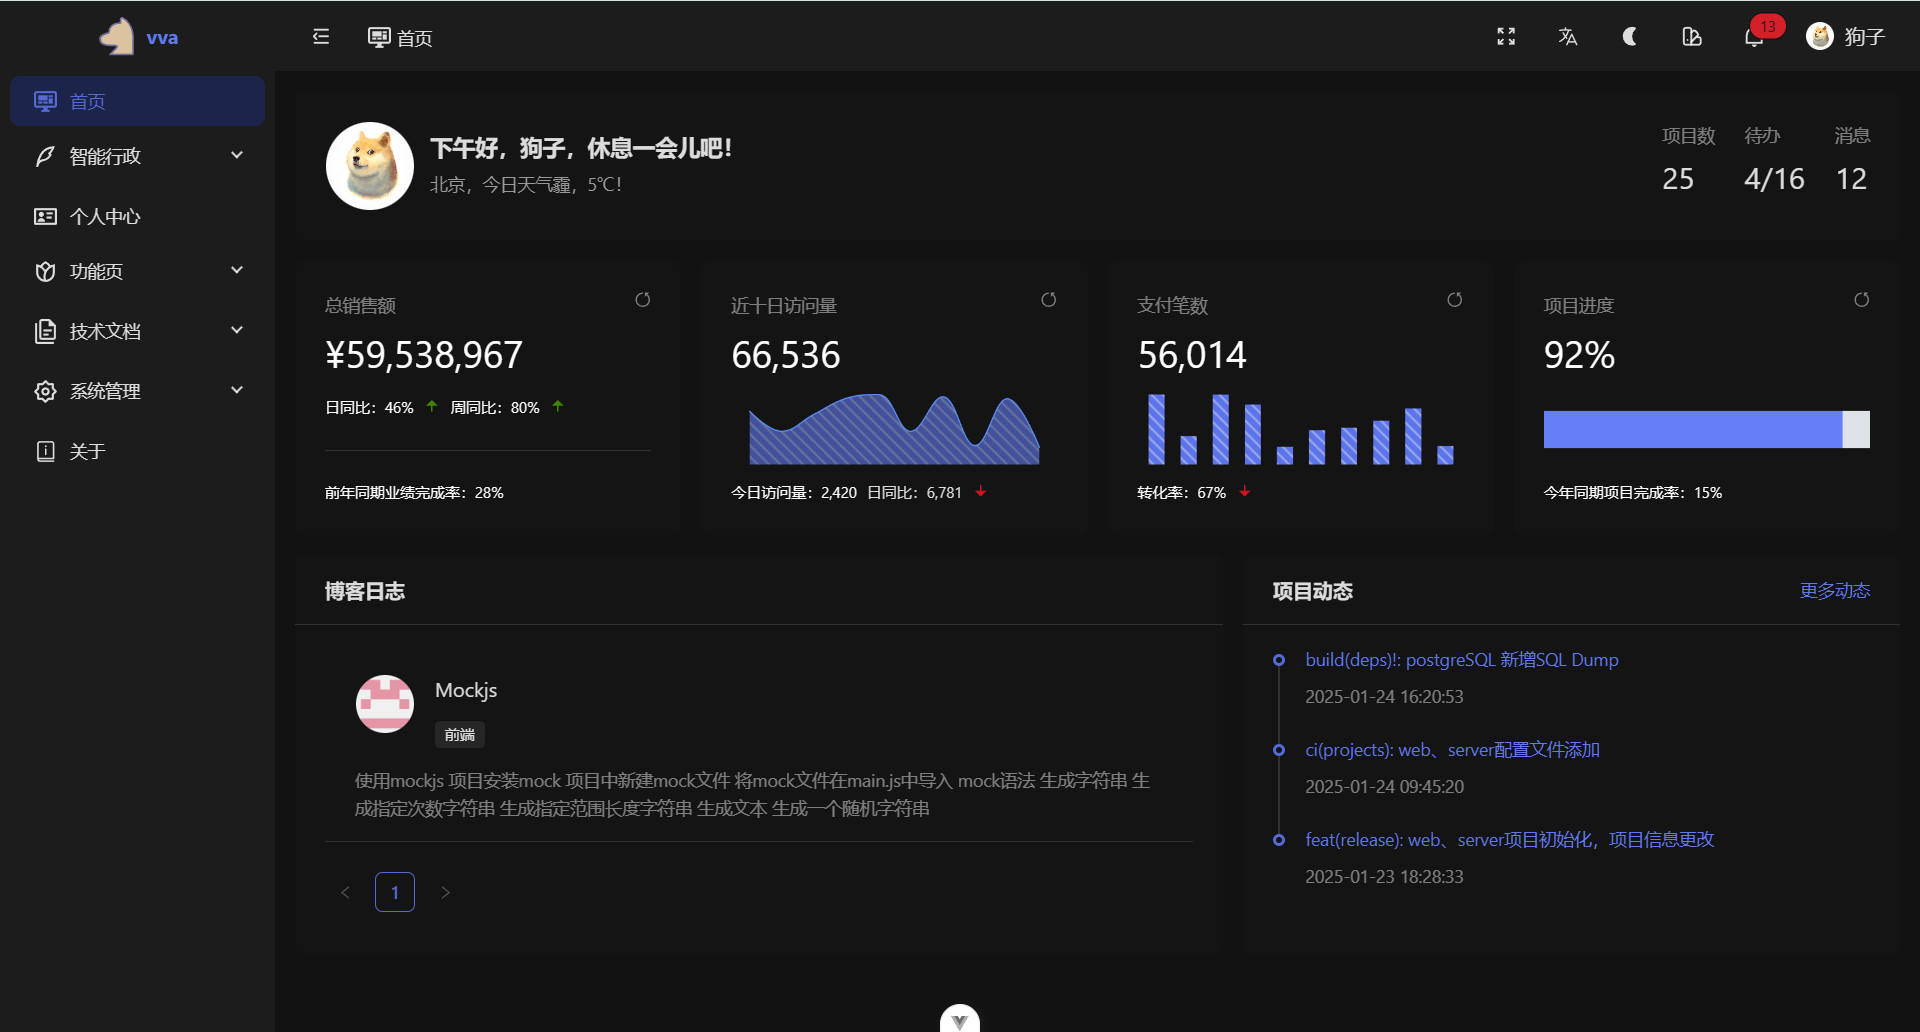 vva
首页
13
狗子
首页
智能行政
个人中心
功能页
技术文档
系统管理
关于
下午好，狗子，休息一会儿吧！
北京，今日天气霾，5℃！
项目数 待办 消息
25 4/16 12
总销售额
¥59,538,967
日同比：46% 周同比：80%
前年同期业绩完成率：28%
近十日访问量
66,536
今日访问量：2,420 日同比：6,781
支付笔数
56,014
转化率：67%
项目进度
92%
今年同期项目完成率：15%
博客日志
Mockjs
前端
使用mockjs 项目安装mock 项目中新建mock文件 将mock文件在main.js中导入 mock语法 生成字符串 生
成指定次数字符串 生成指定范围长度字符串 生成文本 生成一个随机字符串
1
项目动态 更多动态
build(deps)!: postgreSQL 新增SQL Dump
2025-01-24 16:20:53
ci(projects): web、server配置文件添加
2025-01-24 09:45:20
feat(release): web、server项目初始化，项目信息更改
2025-01-23 18:28:33